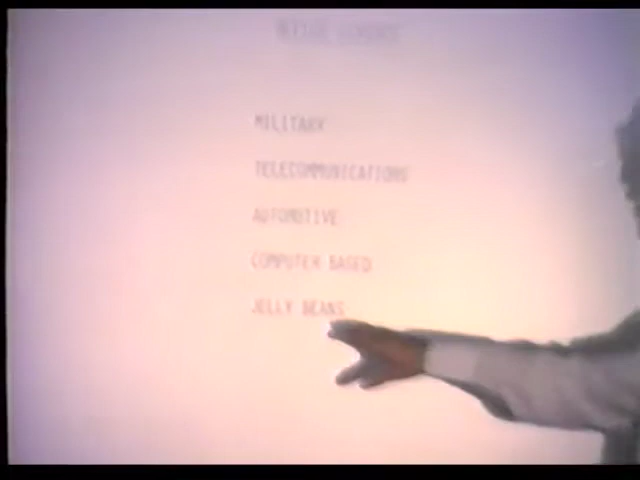 MILITARY
TELECOMMUNICATIONS
AUTOMOTIVE
COMPUTER BASED
JELLY BEANS